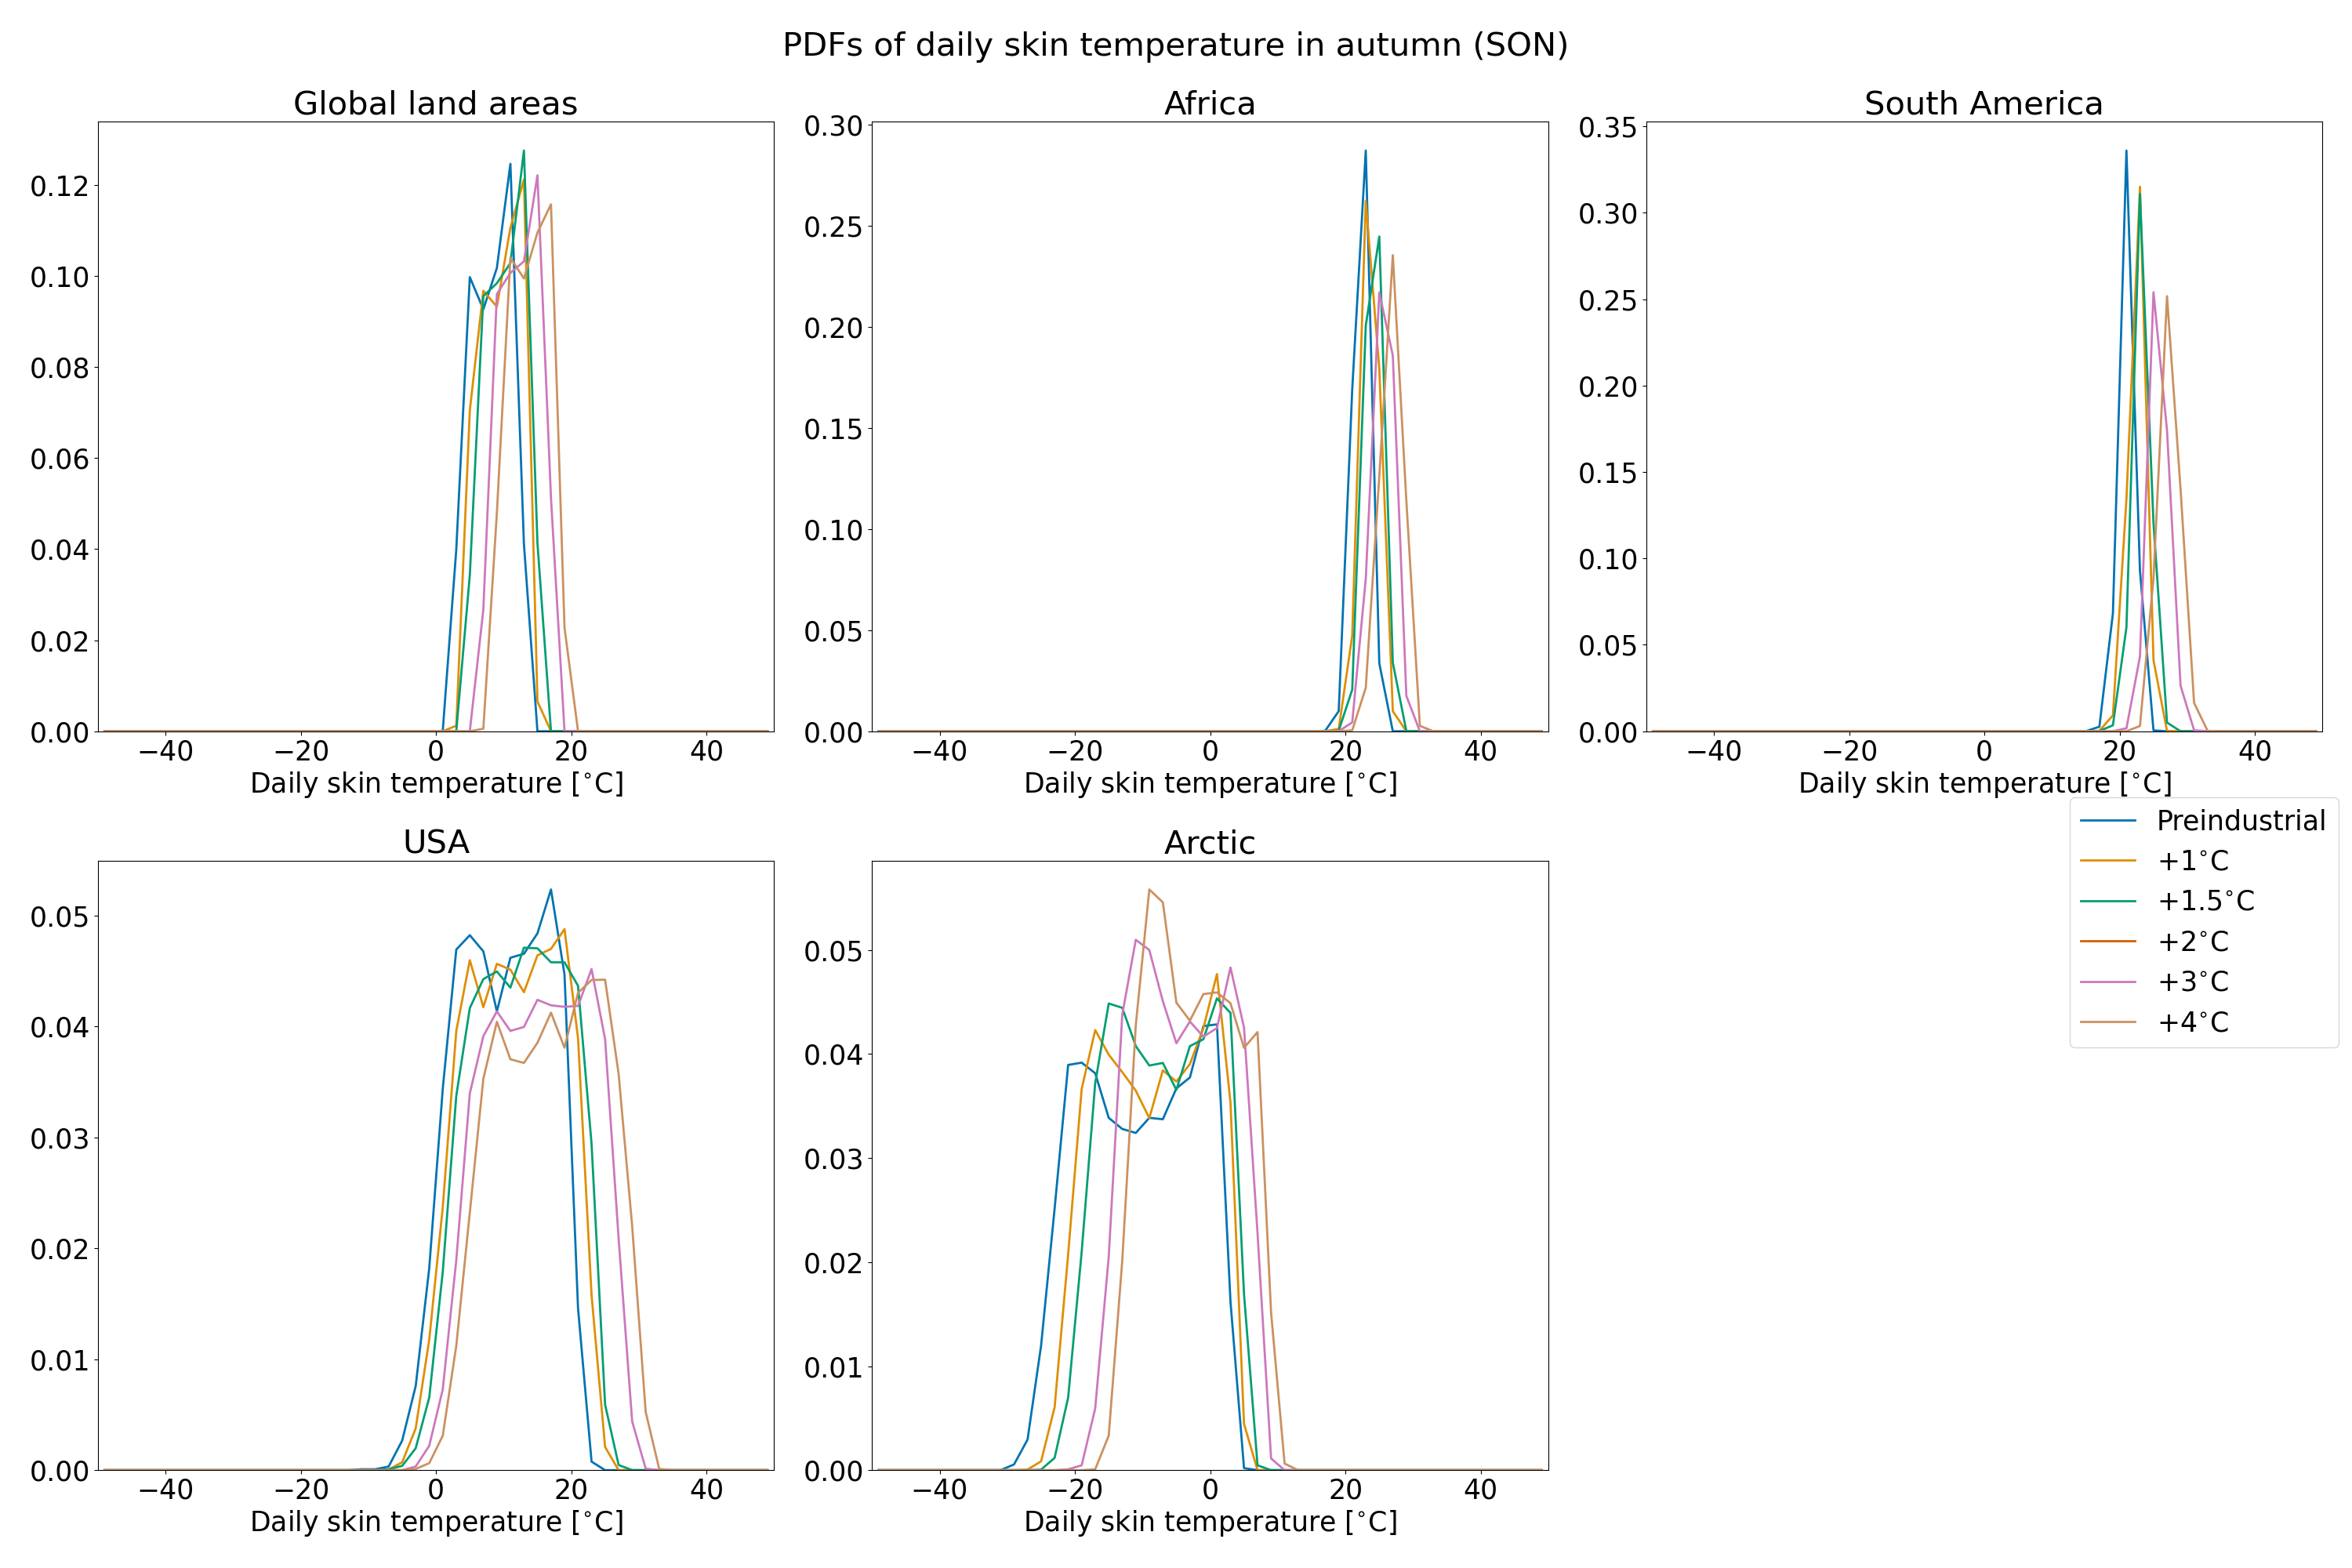 PDFs of daily skin temperature in autumn (SON)
Global land areas
0.12
0.10
0.08
0.06
0.04
0.02
0.00
−40 −20 0 20 40
Daily skin temperature [°C]
Africa
0.30
0.25
0.20
0.15
0.10
0.05
0.00
−40 −20 0 20 40
Daily skin temperature [°C]
South America
0.35
0.30
0.25
0.20
0.15
0.10
0.05
0.00
−40 −20 0 20 40
Daily skin temperature [°C]
USA
0.05
0.04
0.03
0.02
0.01
0.00
−40 −20 0 20 40
Daily skin temperature [°C]
Arctic
0.05
0.04
0.03
0.02
0.01
0.00
−40 −20 0 20 40
Daily skin temperature [°C]
Preindustrial
+1°C
+1.5°C
+2°C
+3°C
+4°C